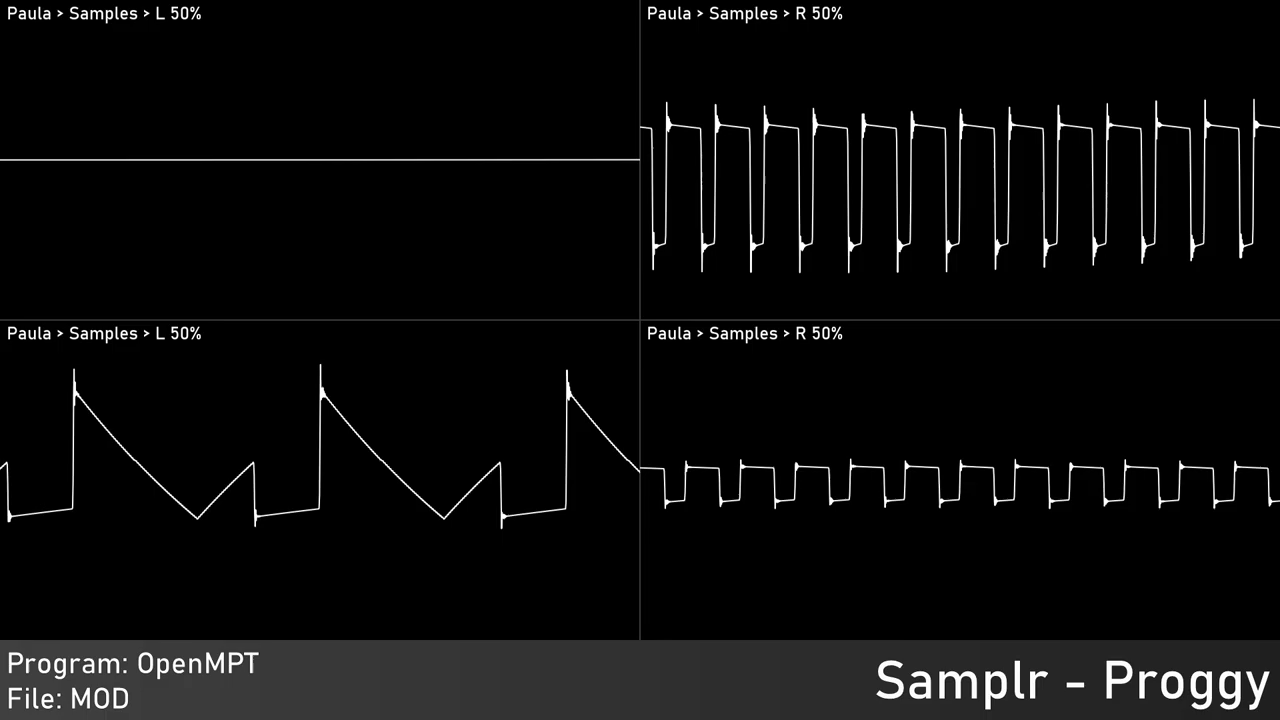 Paula > Samples > L 50%
Paula > Samples > R 50%
Paula > Samples > L 50%
Paula > Samples > R 50%
Program: OpenMPT
File: MOD
Samplr - Proggy